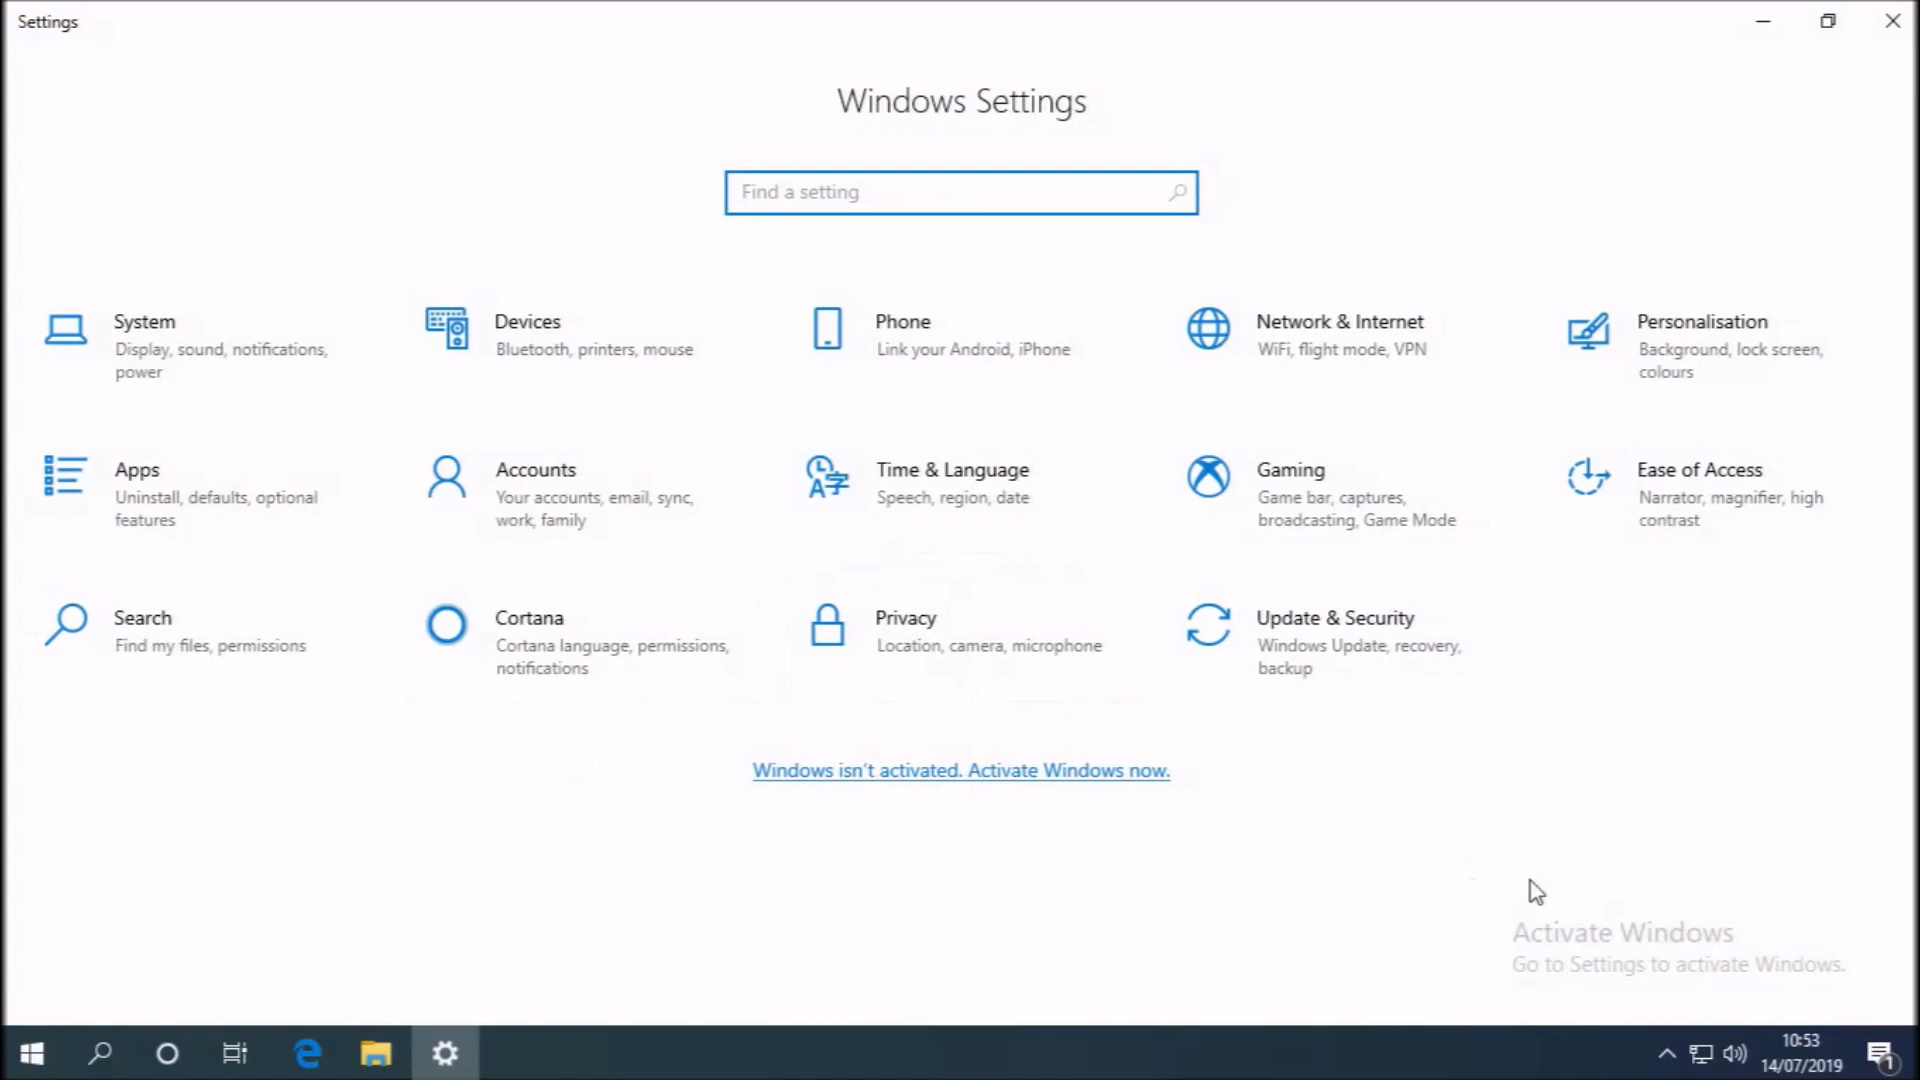 Settings
Windows Settings
Find a setting
System
Display, sound, notifications,
power
Devices
Bluetooth, printers, mouse
Phone
Link your Android, iPhone
Network & Internet
WiFi, flight mode, VPN
Personalisation
Background, lock screen,
colours
Apps
Uninstall, defaults, optional
features
Accounts
Your accounts, email, sync,
work, family
Time & Language
Speech, region, date
Gaming
Game bar, captures,
broadcasting, Game Mode
Ease of Access
Narrator, magnifier, high
contrast
Search
Find my files, permissions
Cortana
Cortana language, permissions,
notifications
Privacy
Location, camera, microphone
Update & Security
Windows Update, recovery,
backup
Windows isn't activated. Activate Windows now.
Activate Windows
Go to Settings to activate Windows.
10:53
14/07/2019
1